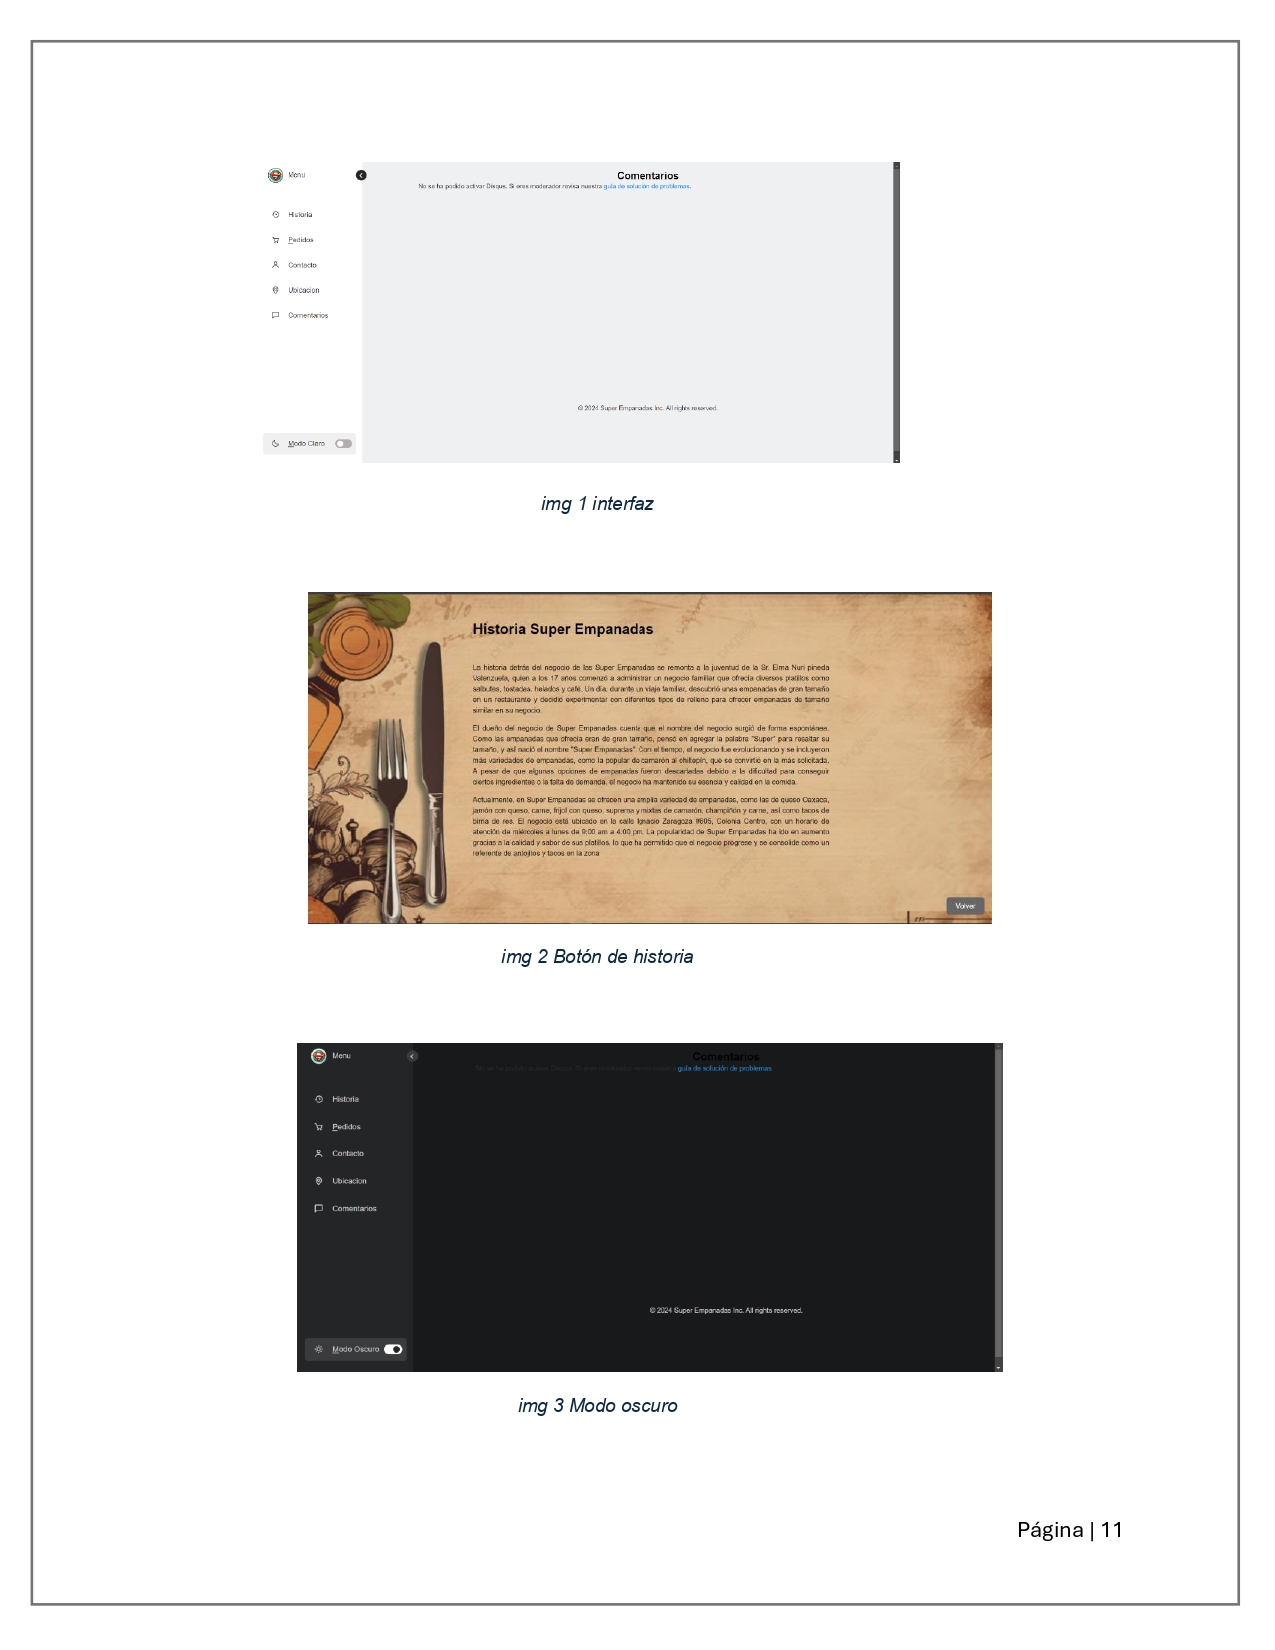 Menu
Comentarios
No se ha podido activar Disqus. Si eres moderador revisa nuestra guía de solución de problemas.
Historia
Pedidos
Contacto
Ubicacion
Comentarios
© 2024 Super Empanadas Inc. All rights reserved.
Modo Claro
img 1 interfaz
Historia Super Empanadas
La historia detrás del negocio de las Super Empanadas se remonta a la juventud de la Sr. Elma Nuri pineda
Valenzuela, quien a los 17 años comenzó a administrar un negocio familiar que ofrecía diversos platillos como
salbutes, tostadas, helados y café. Un día, durante un viaje familiar, descubrió unas empanadas de gran tamaño
en un restaurante y decidió experimentar con diferentes tipos de relleno para ofrecer empanadas de tamaño
similar en su negocio.
El dueño del negocio de Super Empanadas cuenta que el nombre del negocio surgió de forma espontánea.
Como las empanadas que ofrecía eran de gran tamaño, pensó en agregar la palabra "Super" para resaltar su
tamaño, y así nació el nombre "Super Empanadas". Con el tiempo, el negocio fue evolucionando y se incluyeron
más variedades de empanadas, como la popular de camarón al chiltepín, que se convirtió en la más solicitada.
A pesar de que algunas opciones de empanadas fueron descartadas debido a la dificultad para conseguir
ciertos ingredientes o la falta de demanda, el negocio ha mantenido su esencia y calidad en la comida.
Actualmente, en Super Empanadas se ofrecen una amplia variedad de empanadas, como las de queso Oaxaca,
jamón con queso, carne, frijol con queso, suprema y mixtas de camarón, champiñón y carne, así como tacos de
birria de res. El negocio está ubicado en la calle Ignacio Zaragoza #605, Colonia Centro, con un horario de
atención de miércoles a lunes de 9:00 am a 4:00 pm. La popularidad de Super Empanadas ha ido en aumento
gracias a la calidad y sabor de sus platillos, lo que ha permitido que el negocio progrese y se consolide como un
referente de antojitos y tacos en la zona
Volver
img 2 Botón de historia
Menu
Comentarios
No se ha podido activar Disqus. Si eres moderador revisa nuestra guía de solución de problemas
Historia
Pedidos
Contacto
Ubicacion
Comentarios
© 2024 Super Empanadas Inc. All rights reserved.
Modo Oscuro
img 3 Modo oscuro
Página | 11